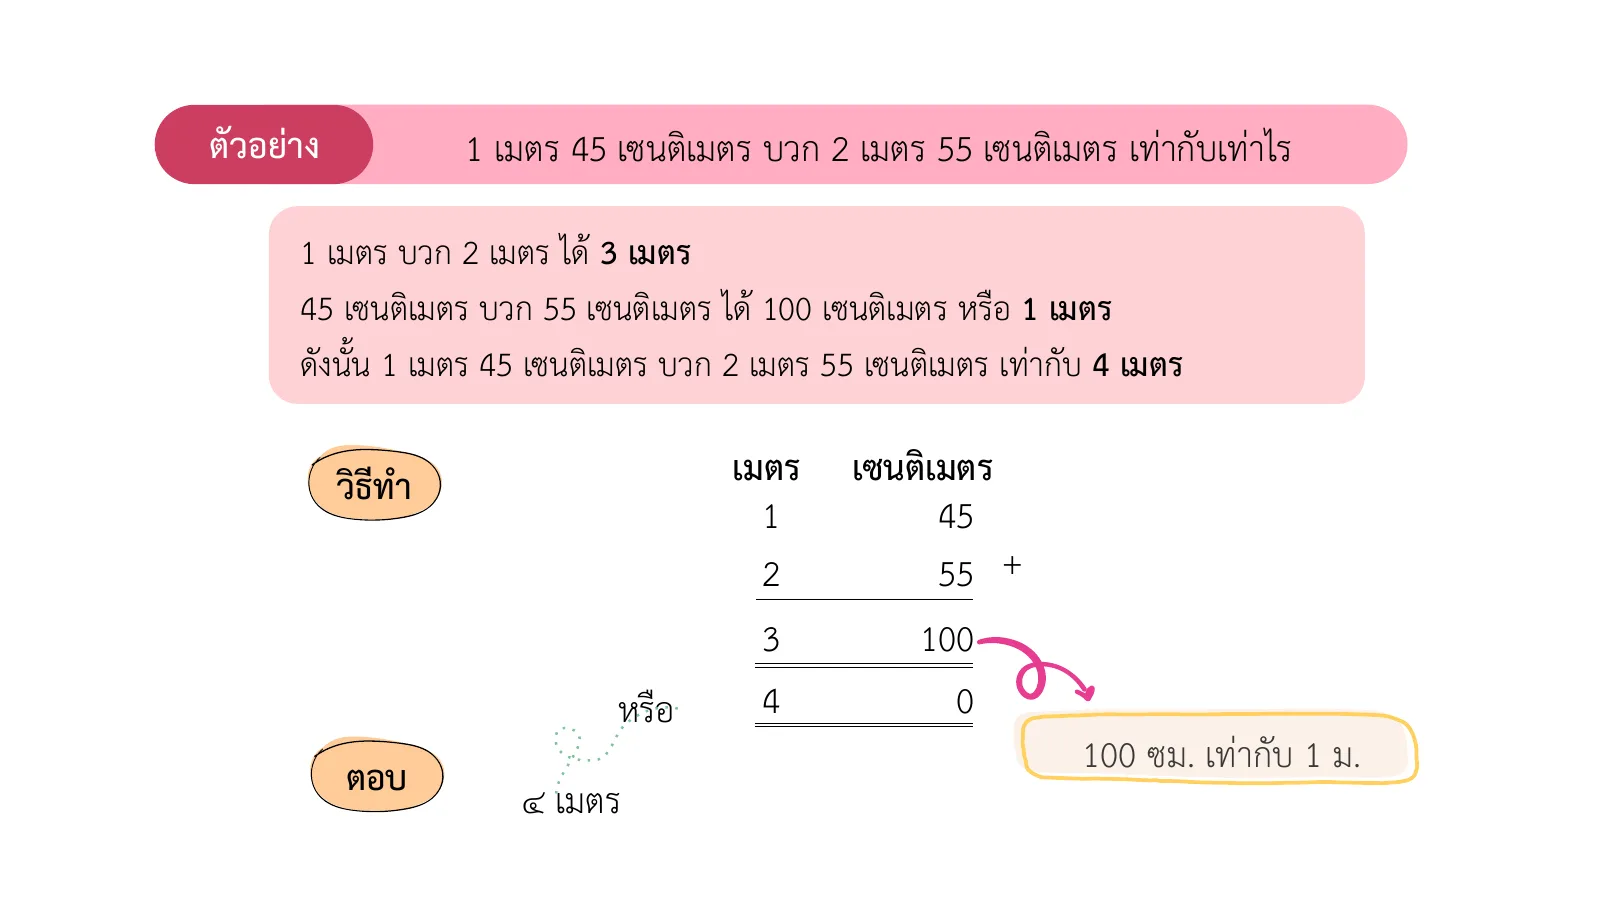 ตัวอย่าง 1 เมตร 45 เซนติเมตร บวก 2 เมตร 55 เซนติเมตร เท่ากับเท่าไร
1 เมตร บวก 2 เมตร ได้ 3 เมตร
45 เซนติเมตร บวก 55 เซนติเมตร ได้ 100 เซนติเมตร หรือ 1 เมตร
ดังนั้น 1 เมตร 45 เซนติเมตร บวก 2 เมตร 55 เซนติเมตร เท่ากับ 4 เมตร
วิธีทำ
เมตร เซนติเมตร
1 45
2 55 +
3 100
หรือ 4 0
100 ซม. เท่ากับ 1 ม.
ตอบ
๔ เมตร